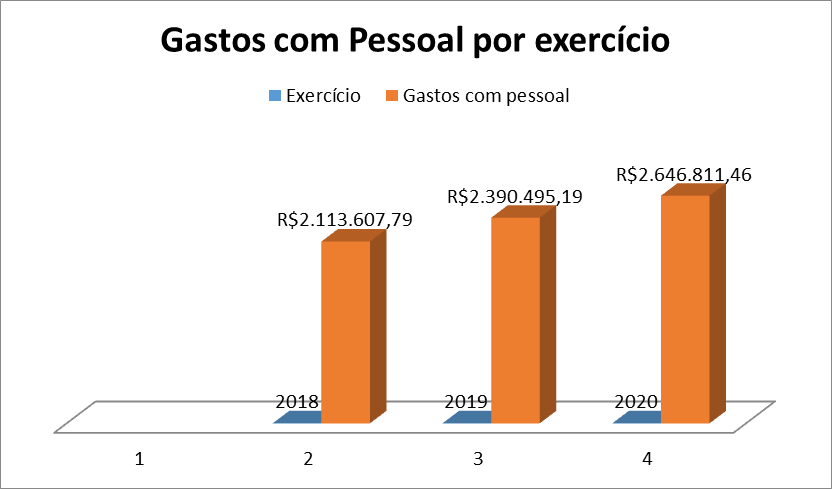 Gastos com Pessoal por exercício
Exercício Gastos com pessoal
R$2.646.811,46
R$2.390.495,19
R$2.113.607,79
2018 2019 2020
1 2 3 4